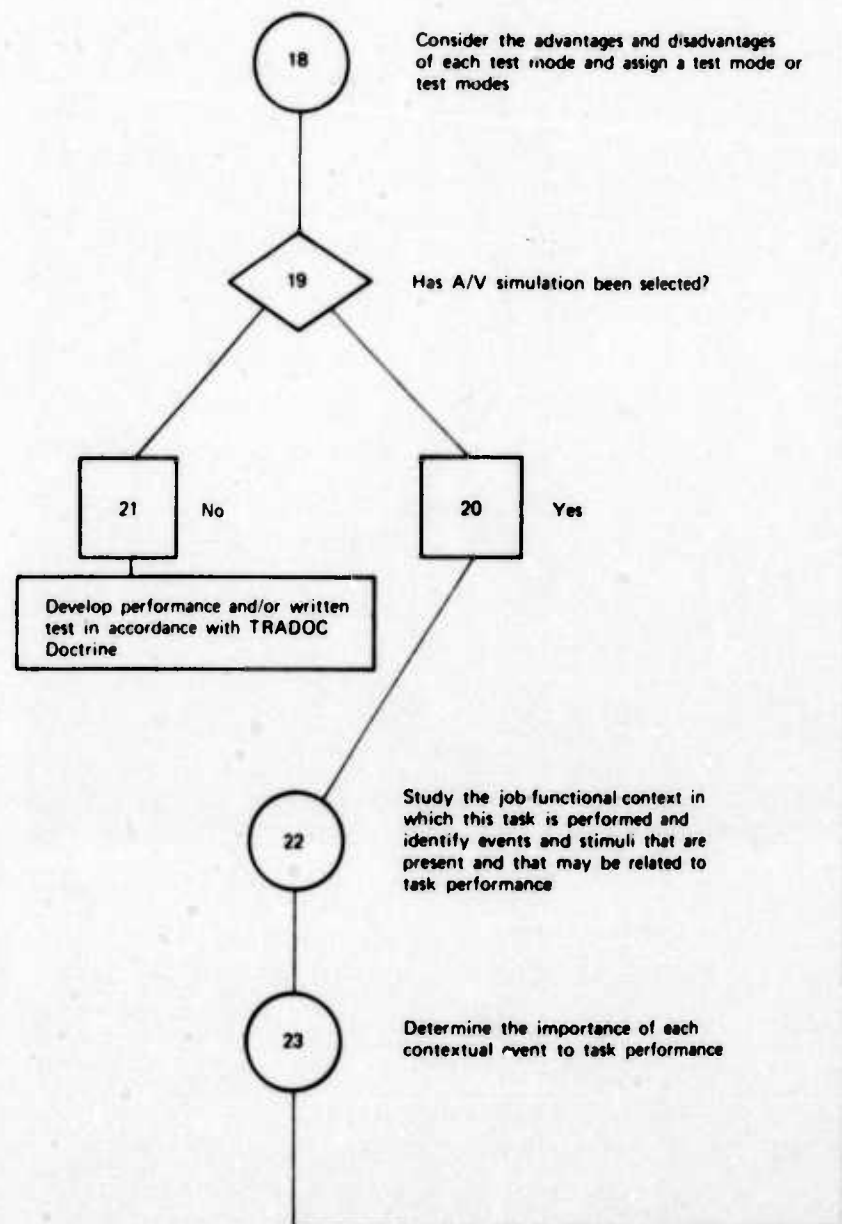 18
Consider the advantages and disadvantages
of each test mode and assign a test mode or
test modes
19
Has A/V simulation been selected?
21
No
20
Yes
Develop performance and/or written
test in accordance with TRADOC
Doctrine
22
Study the job functional context in
which this task is performed and
identify events and stimuli that are
present and that may be related to
task performance
23
Determine the importance of each
contextual event to task performance